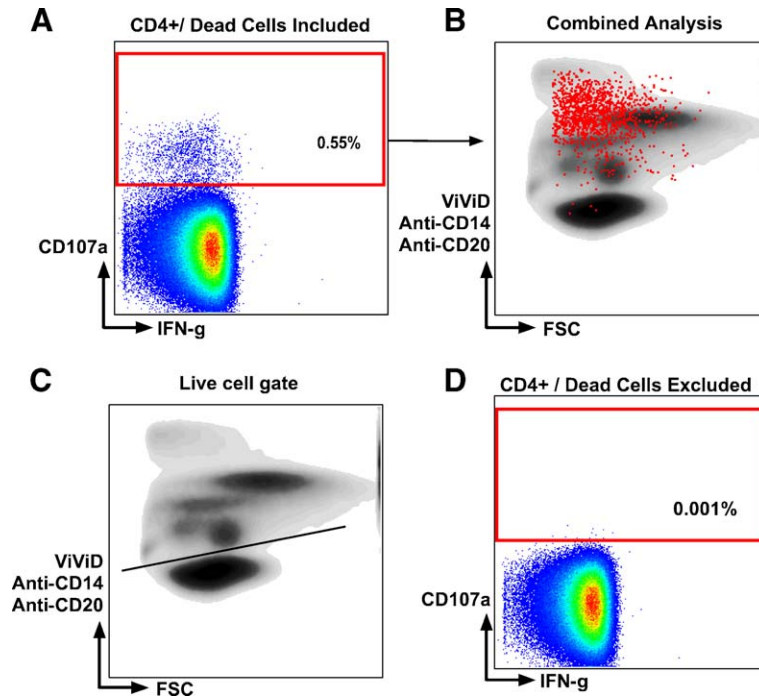 A
CD4+/ Dead Cells Included
0.55%
CD107a
IFN-g
B
Combined Analysis
ViViD
Anti-CD14
Anti-CD20
FSC
C
Live cell gate
ViViD
Anti-CD14
Anti-CD20
FSC
D
CD4+ / Dead Cells Excluded
0.001%
CD107a
IFN-g